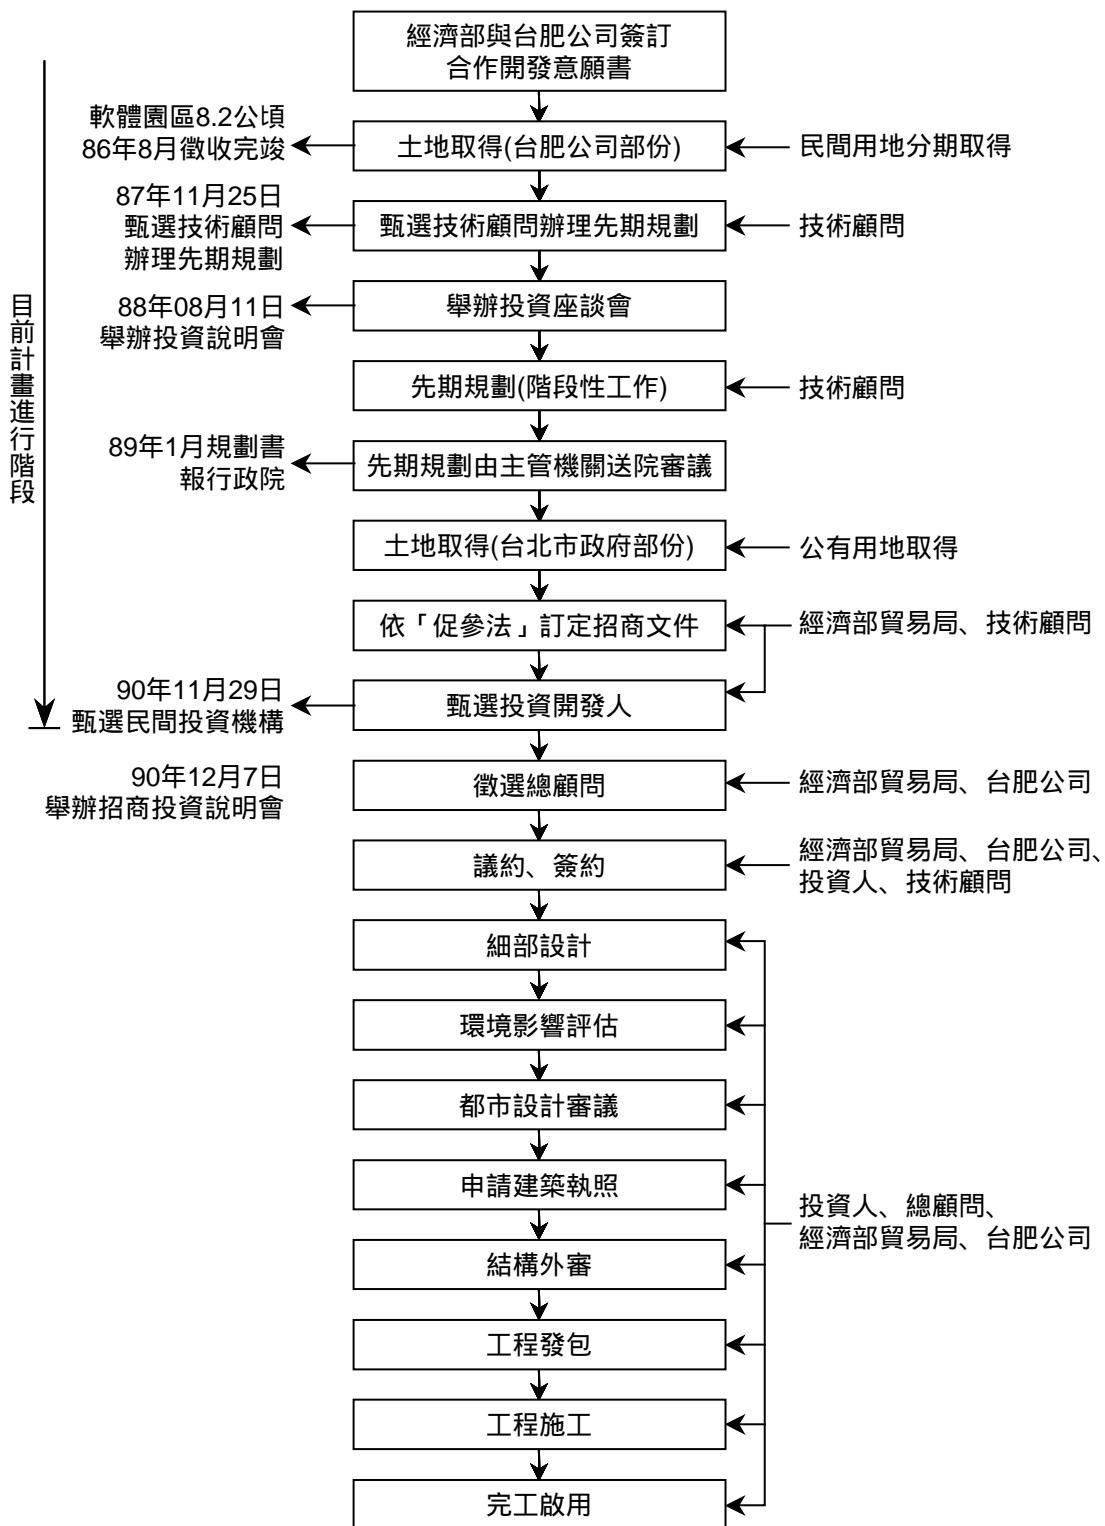 經濟部與台肥公司簽訂
合作開發意願書
軟體園區8.2公頃
86年8月徵收完竣
土地取得(台肥公司部份)
民間用地分期取得
87年11月25日
甄選技術顧問
辦理先期規劃
甄選技術顧問辦理先期規劃
技術顧問
目前計畫進行階段
88年08月11日
舉辦投資說明會
舉辦投資座談會
先期規劃(階段性工作)
技術顧問
89年1月規劃書
報行政院
先期規劃由主管機關送院審議
土地取得(台北市政府部份)
公有用地取得
依「促參法」訂定招商文件
經濟部貿易局、技術顧問
90年11月29日
甄選民間投資機構
甄選投資開發人
90年12月7日
舉辦招商投資說明會
徵選總顧問
經濟部貿易局、台肥公司
議約、簽約
經濟部貿易局、台肥公司、
投資人、技術顧問
細部設計
環境影響評估
都市設計審議
申請建築執照
投資人、總顧問、
經濟部貿易局、台肥公司
結構外審
工程發包
工程施工
完工啟用